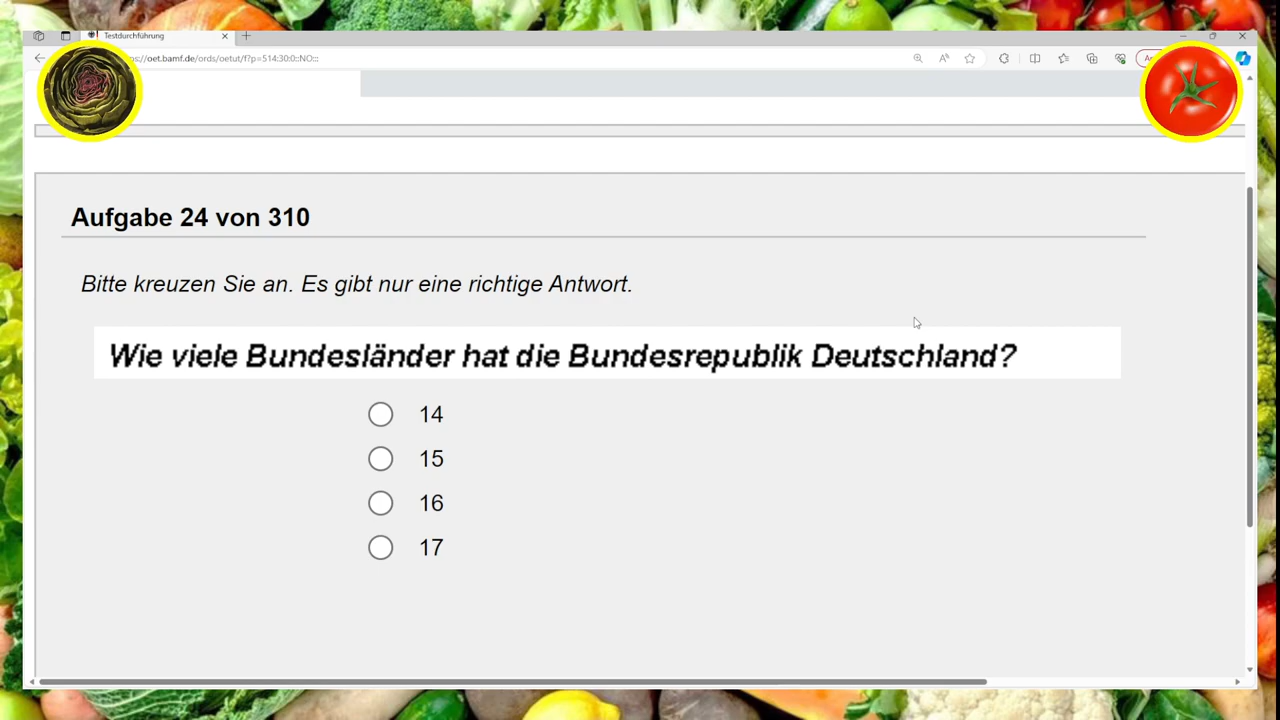 Testdurchführung
oet.bamf.de/ords/oetut/f?p=514:30:0::NO:::
Aufgabe 24 von 310
Bitte kreuzen Sie an. Es gibt nur eine richtige Antwort.
Wie viele Bundesländer hat die Bundesrepublik Deutschland?
14
15
16
17